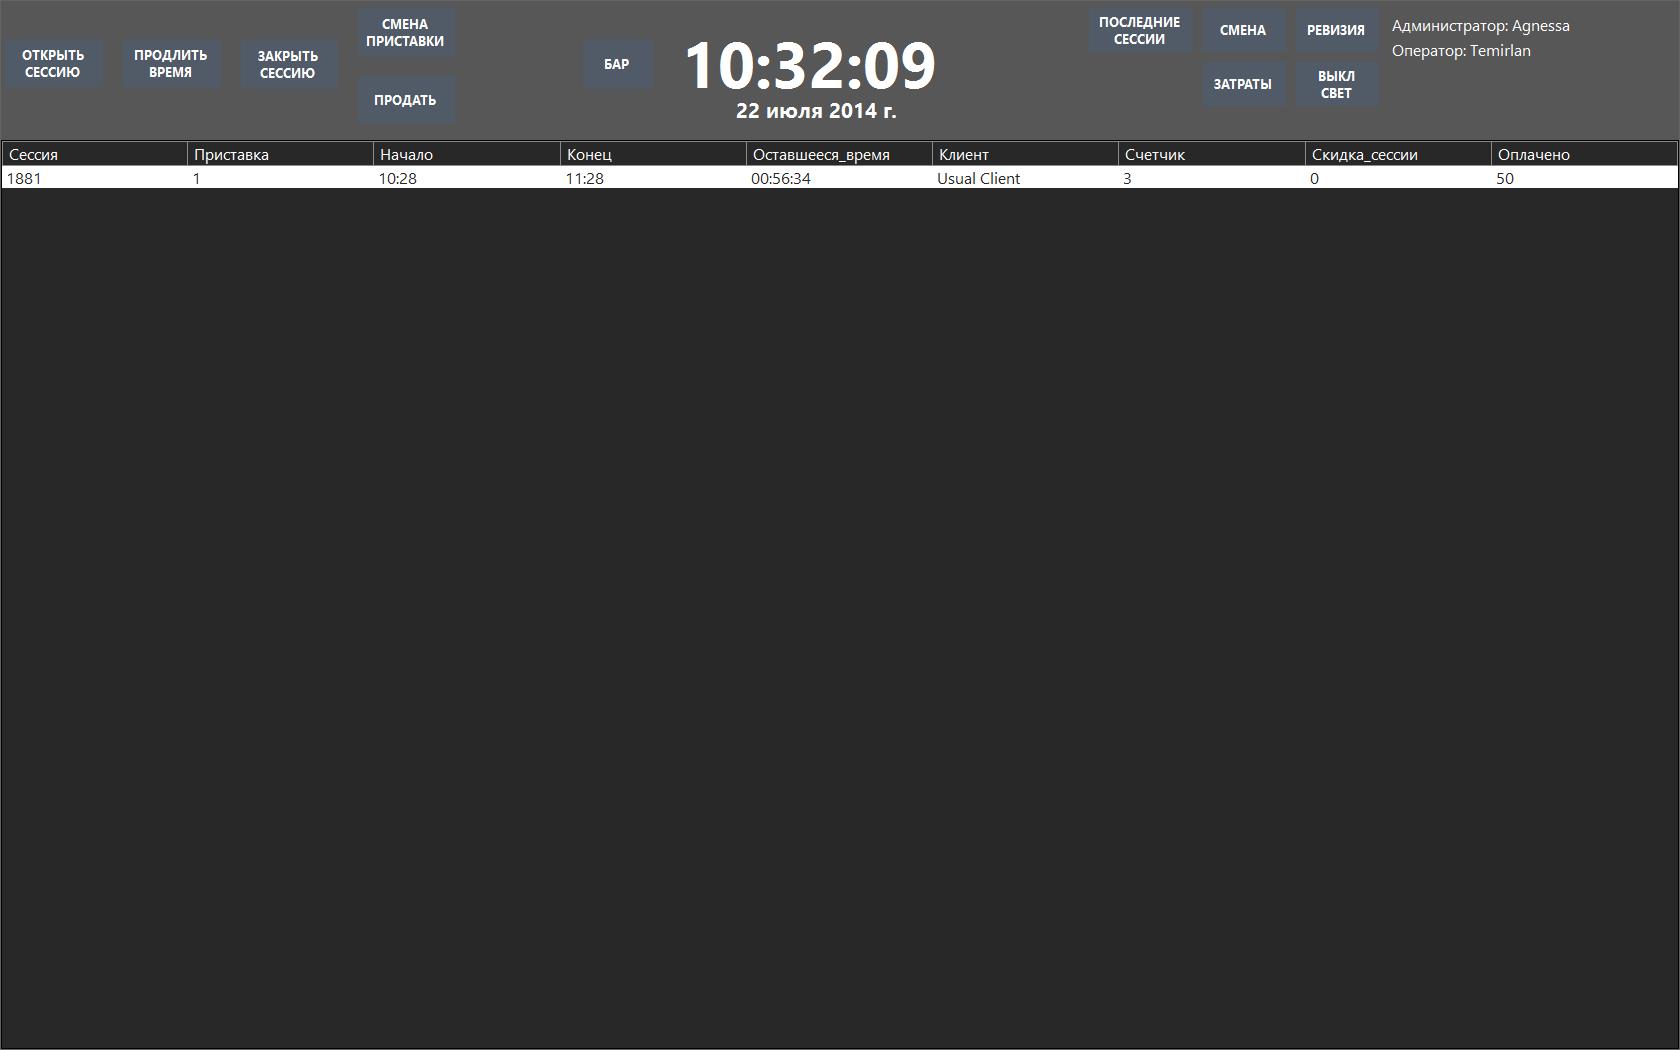 ОТКРЫТЬ
СЕССИЮ
ПРОДЛИТЬ
ВРЕМЯ
ЗАКРЫТЬ
СЕССИЮ
СМЕНА
ПРИСТАВКИ
ПРОДАТЬ
БАР
10:32:09
22 июля 2014 г.
ПОСЛЕДНИЕ
СЕССИИ
СМЕНА
РЕВИЗИЯ
ЗАТРАТЫ
ВЫКЛ
СВЕТ
Администратор: Agnessa
Оператор: Temirlan
Сессия Приставка Начало Конец Оставшееся_время Клиент Счетчик Скидка_сессии Оплачено
1881 1 10:28 11:28 00:56:34 Usual Client 3 0 50